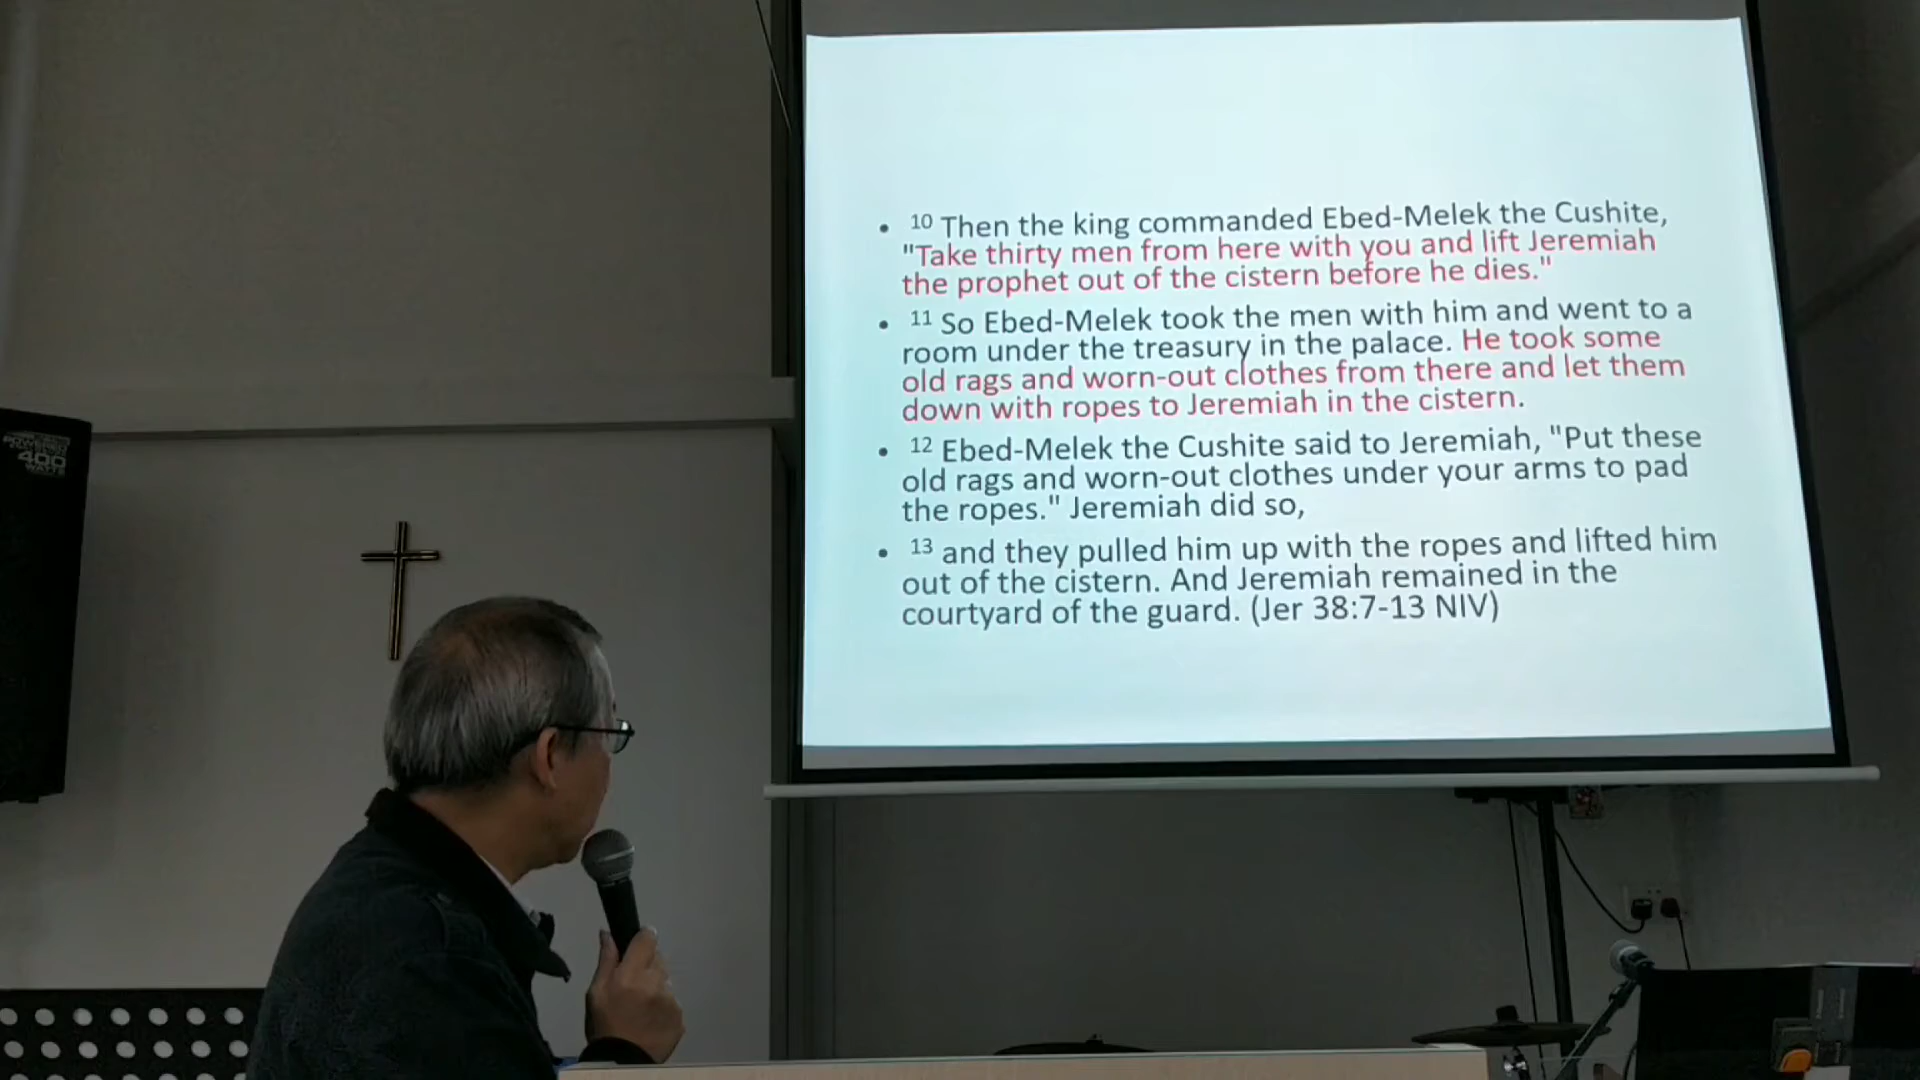 POWERED
400
WATTS
• 10 Then the king commanded Ebed-Melek the Cushite,
"Take thirty men from here with you and lift Jeremiah
the prophet out of the cistern before he dies."
• 11 So Ebed-Melek took the men with him and went to a
room under the treasury in the palace. He took some
old rags and worn-out clothes from there and let them
down with ropes to Jeremiah in the cistern.
• 12 Ebed-Melek the Cushite said to Jeremiah, "Put these
old rags and worn-out clothes under your arms to pad
the ropes." Jeremiah did so,
• 13 and they pulled him up with the ropes and lifted him
out of the cistern. And Jeremiah remained in the
courtyard of the guard. (Jer 38:7-13 NIV)